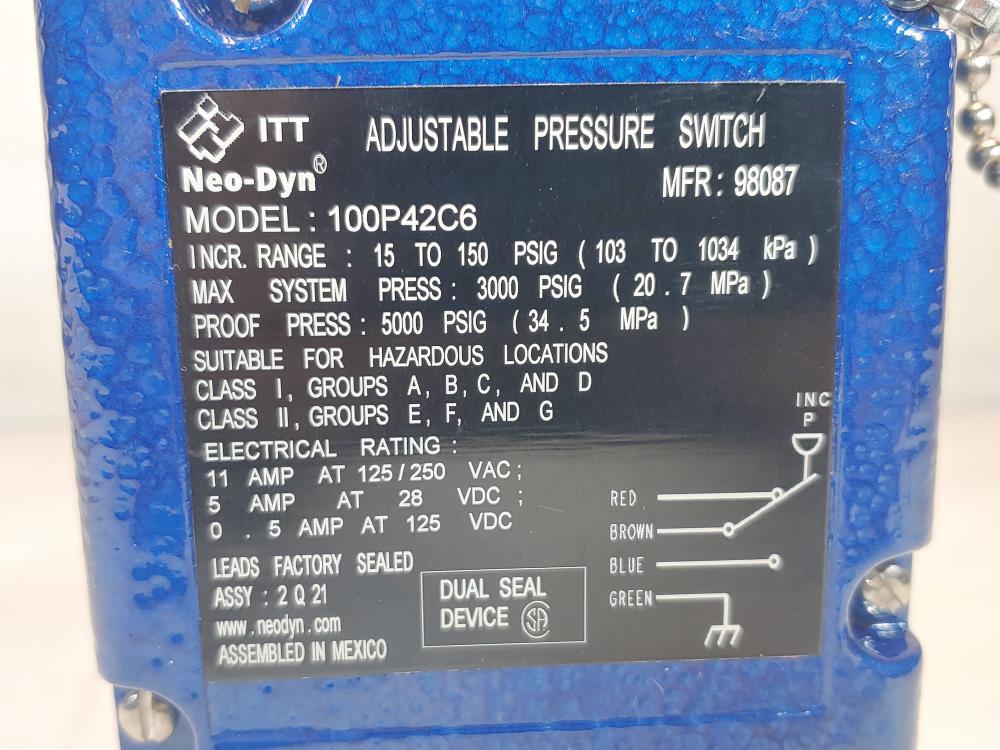 ITT
Neo-Dyn®
ADJUSTABLE PRESSURE SWITCH
MFR: 98087
MODEL: 100P42C6
INCR. RANGE : 15 TO 150 PSIG ( 103 TO 1034 kPa )
MAX SYSTEM PRESS: 3000 PSIG ( 20.7 MPa )
PROOF PRESS: 5000 PSIG ( 34.5 MPa )
SUITABLE FOR HAZARDOUS LOCATIONS
CLASS I, GROUPS A, B, C, AND D
CLASS II, GROUPS E, F, AND G
ELECTRICAL RATING :
11 AMP AT 125/250 VAC;
5 AMP AT 28 VDC ;
0 . 5 AMP AT 125 VDC
LEADS FACTORY SEALED
ASSY : 2 Q 21
www.neodyn.com
ASSEMBLED IN MEXICO
DUAL SEAL
DEVICE SA
INC
P
RED
BROWN
BLUE
GREEN